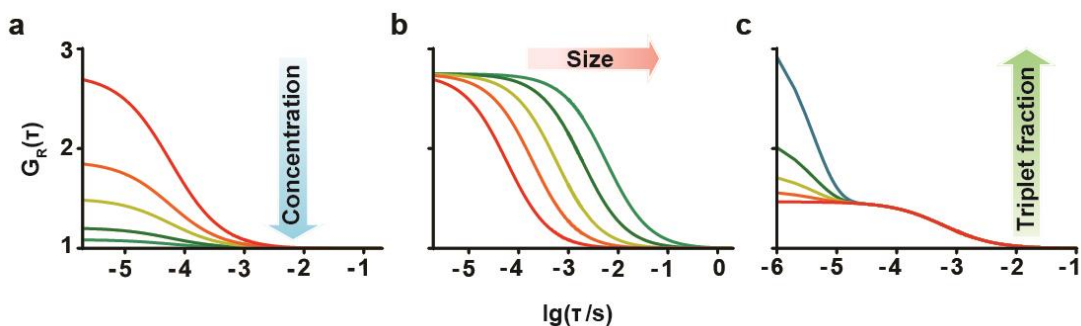 a
b
c
3
2
1
G_R(τ)
Concentration
-5 -4 -3 -2 -1
Size
-5 -4 -3 -2 -1 0
Triplet fraction
-6 -5 -4 -3 -2 -1
lg(τ/s)